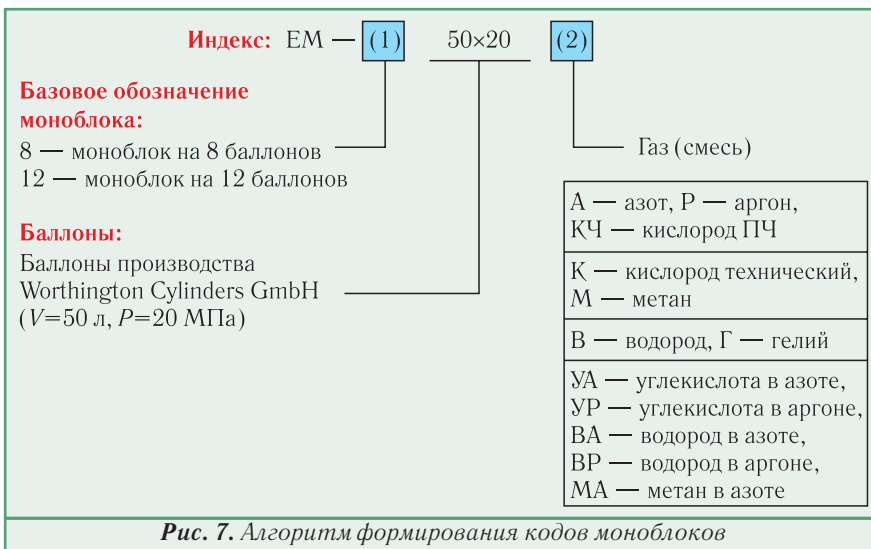 Индекс: ЕМ — (1) 50×20 (2)
Базовое обозначение
моноблока:
8 — моноблок на 8 баллонов
12 — моноблок на 12 баллонов
Баллоны:
Баллоны производства
Worthington Cylinders GmbH
(V=50 л, P=20 МПа)
Газ (смесь)
А — азот, Р — аргон,
КЧ — кислород ПЧ
К — кислород технический,
М — метан
В — водород, Г — гелий
УА — углекислота в азоте,
УР — углекислота в аргоне,
ВА — водород в азоте,
ВР — водород в аргоне,
МА — метан в азоте
Рис. 7. Алгоритм формирования кодов моноблоков